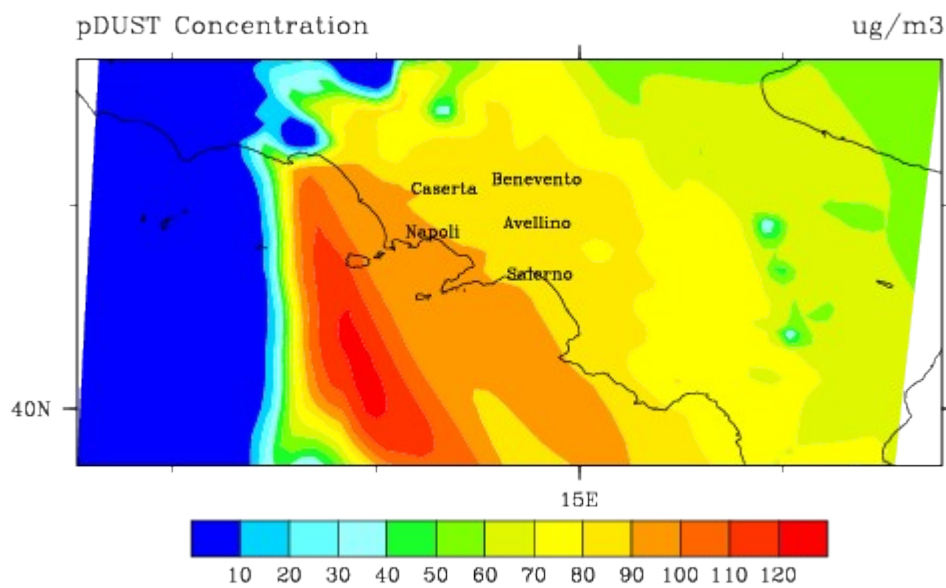 pDUST Concentration ug/m3
Benevento
Caserta
Avellino
Napoli
Salerno
40N
15E
10 20 30 40 50 60 70 80 90 100 110 120